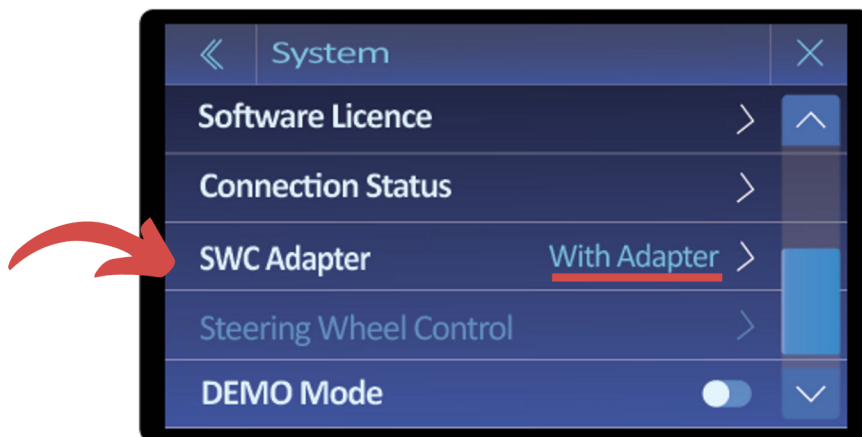 System
Software Licence
Connection Status
SWC Adapter With Adapter
Steering Wheel Control
DEMO Mode